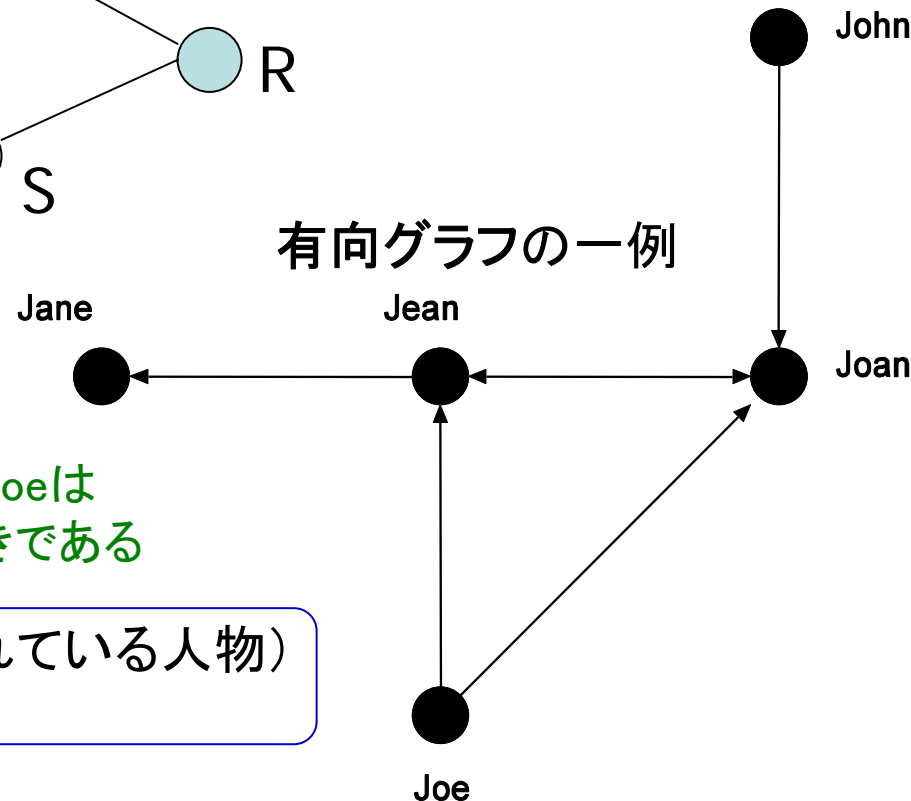 John
R
S
有向グラフの一例
Jane
Jean
Joan
oeは
きである
れている人物）
Joe